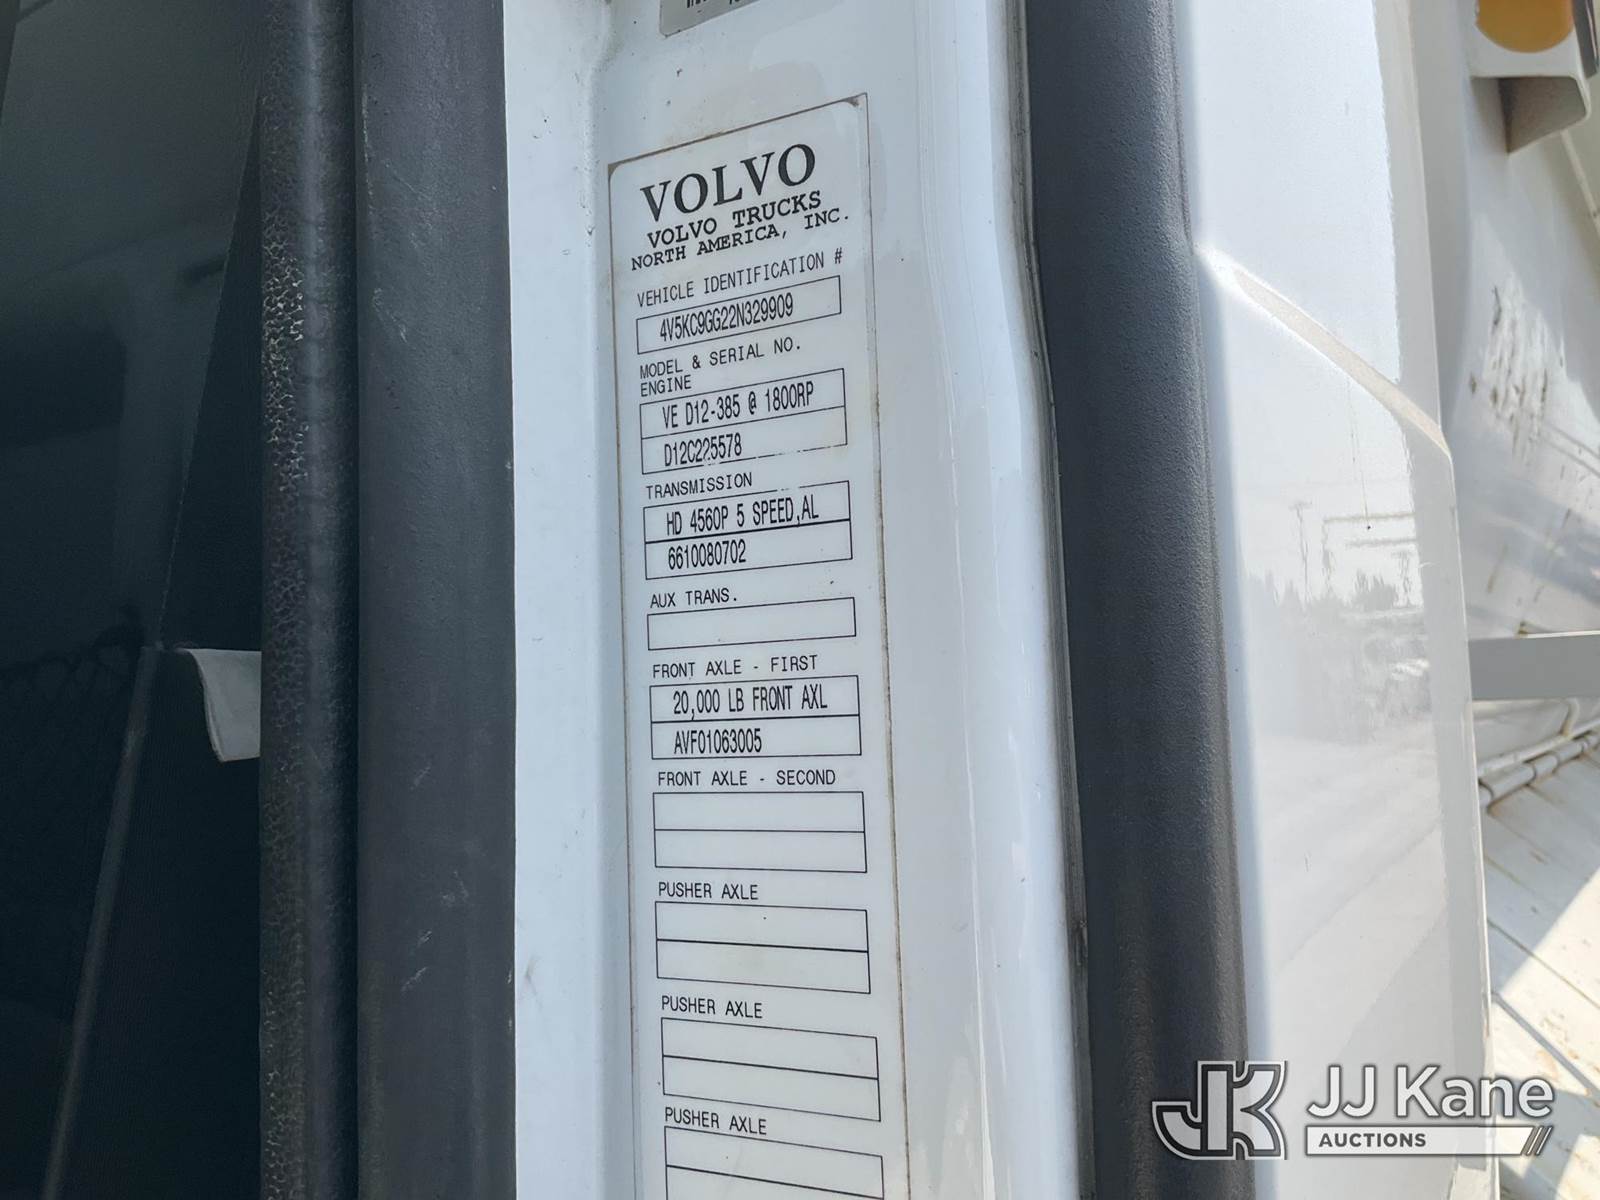 VOLVO
VOLVO TRUCKS
NORTH AMERICA, INC.
VEHICLE IDENTIFICATION #
4V5KC9GG22N329909
MODEL & SERIAL NO.
ENGINE
VE D12-385 @ 1800RP
D12C225578
TRANSMISSION
HD 4560P 5 SPEED,AL
6610080702
AUX TRANS.
FRONT AXLE - FIRST
20,000 LB FRONT AXL
AVF01063005
FRONT AXLE - SECOND
PUSHER AXLE
PUSHER AXLE
PUSHER AXLE
JK JJ Kane
AUCTIONS